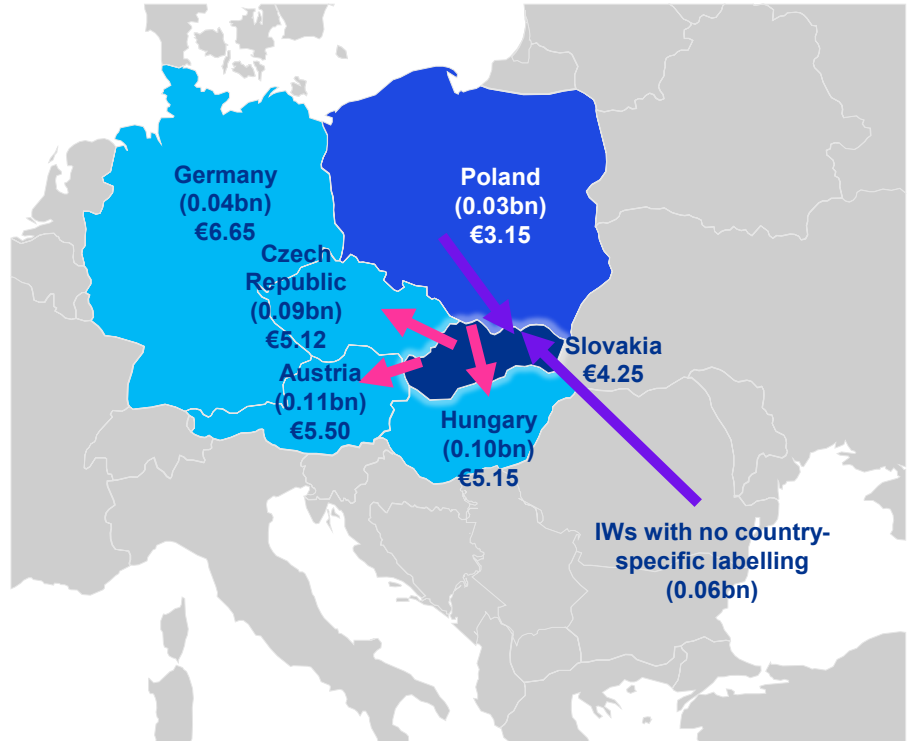 Germany
(0.04bn)
€6.65
Poland
(0.03bn)
€3.15
Czech
Republic
(0.09bn)
€5.12
Austria
(0.11bn)
€5.50
Slovakia
€4.25
Hungary
(0.10bn)
€5.15
IWs with no country-
specific labelling
(0.06bn)